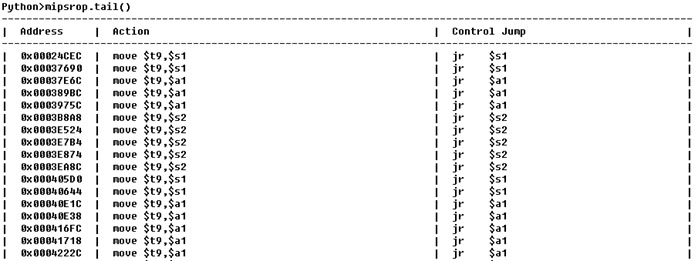 Python>mipsrop.tail()
----------------------------------------------------------------------------------------------------------------
| Address | Action | Control Jump |
----------------------------------------------------------------------------------------------------------------
| 0x00024CEC | move $t9,$s1 | jr $s1 |
| 0x00037690 | move $t9,$s1 | jr $s1 |
| 0x00037E6C | move $t9,$a1 | jr $a1 |
| 0x000389BC | move $t9,$a1 | jr $a1 |
| 0x0003975C | move $t9,$a1 | jr $a1 |
| 0x0003B8A8 | move $t9,$s2 | jr $s2 |
| 0x0003E524 | move $t9,$s2 | jr $s2 |
| 0x0003E7B4 | move $t9,$s2 | jr $s2 |
| 0x0003E874 | move $t9,$s2 | jr $s2 |
| 0x0003EA8C | move $t9,$s2 | jr $s2 |
| 0x000405D0 | move $t9,$s1 | jr $s1 |
| 0x00040644 | move $t9,$s1 | jr $s1 |
| 0x00040E1C | move $t9,$a1 | jr $a1 |
| 0x00040E38 | move $t9,$a1 | jr $a1 |
| 0x000416FC | move $t9,$a1 | jr $a1 |
| 0x00041718 | move $t9,$a1 | jr $a1 |
| 0x0004222C | move $t9,$a1 | jr $a1 |